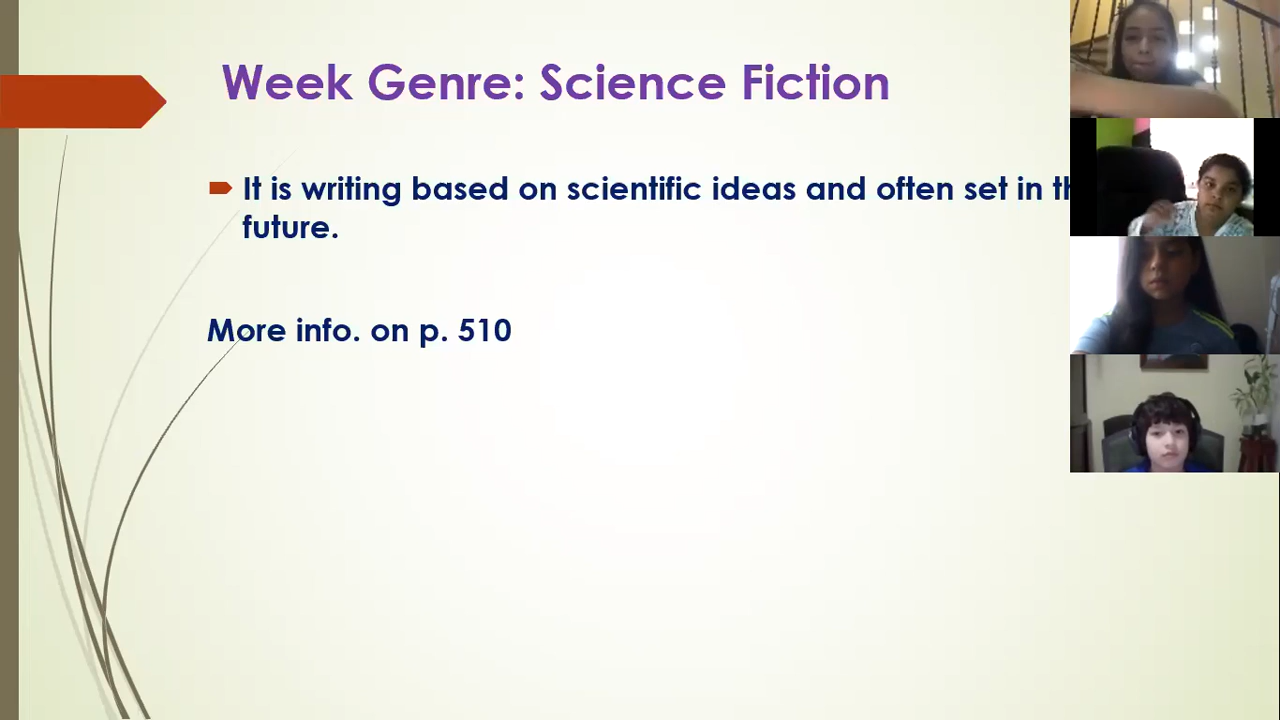 Week Genre: Science Fiction
It is writing based on scientific ideas and often set in
future.
More info. on p. 510